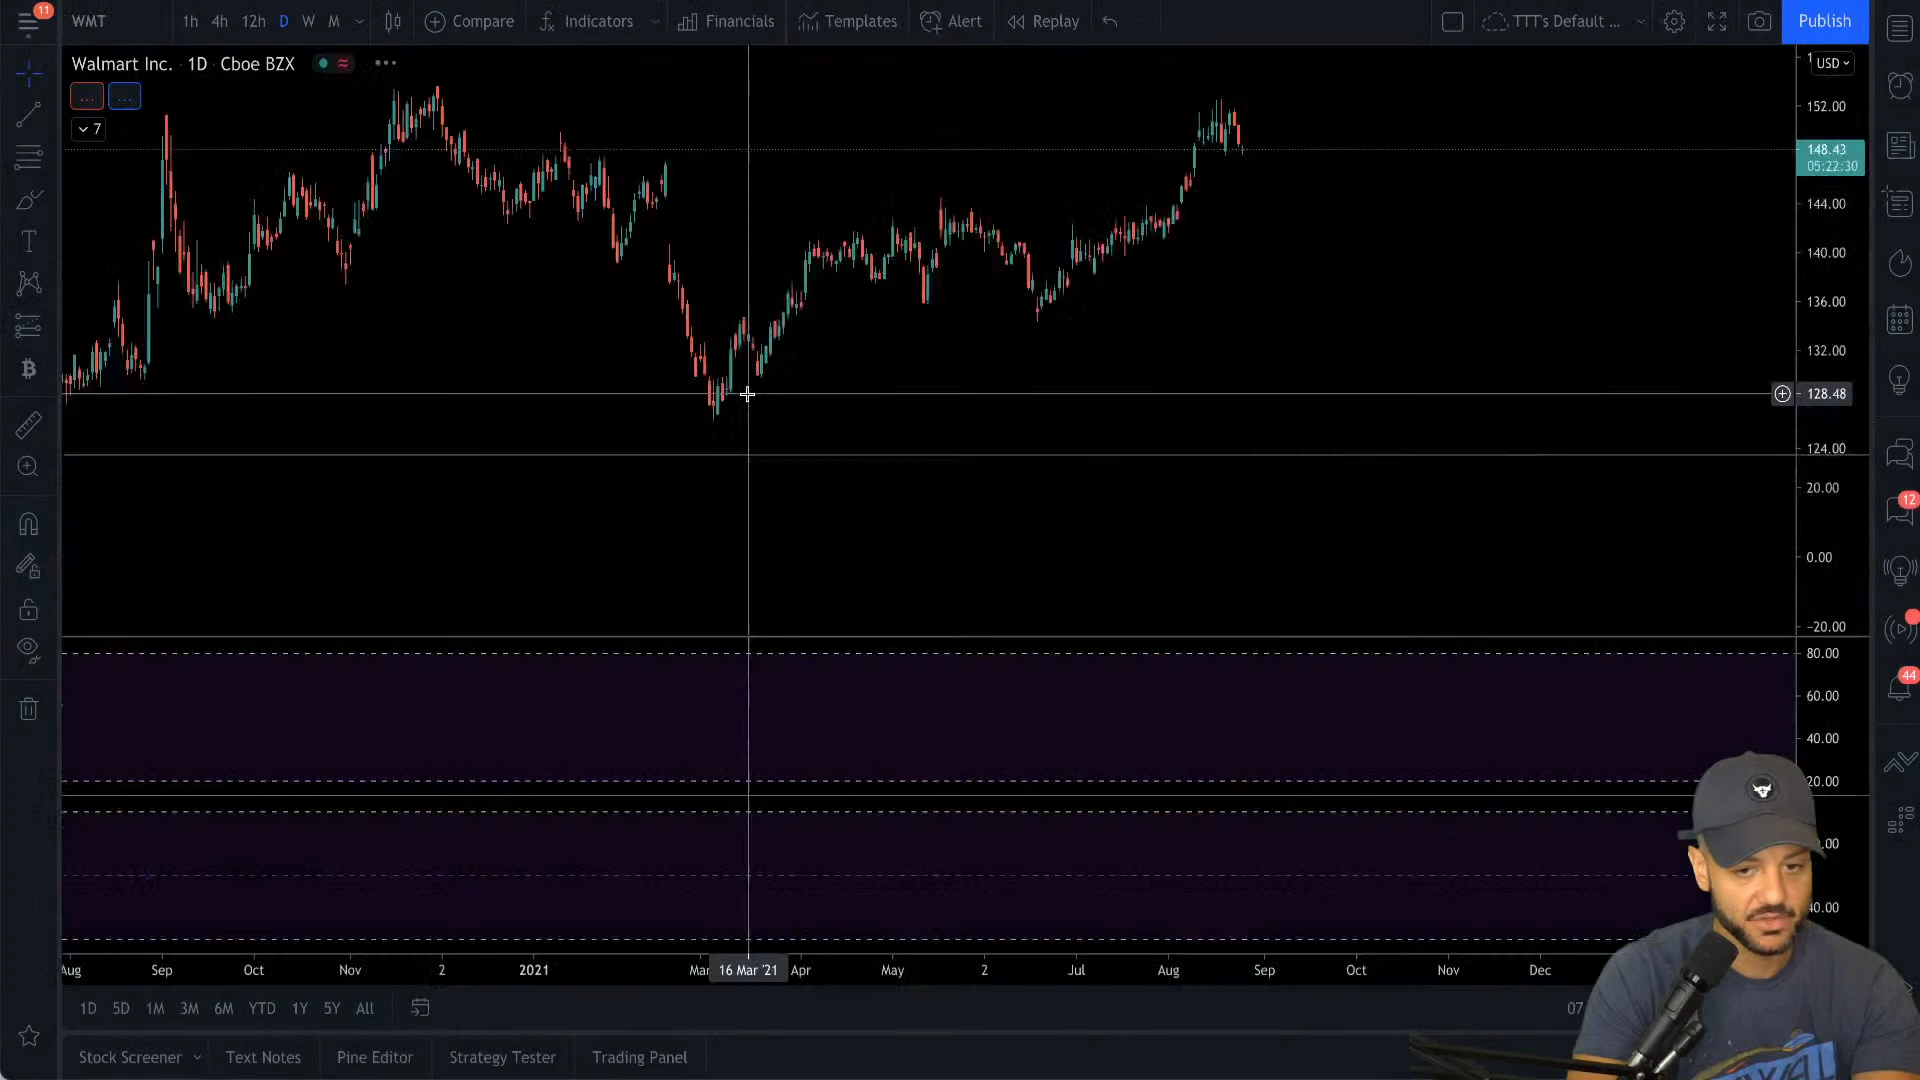 11
WMT
1h 4h 12h D W M
Compare
Indicators
Financials
Templates
Alert
Replay
TTT's Default ...
Publish
Walmart Inc. · 1D · Cboe BZX
USD
... ...
7
152.00
148.43
05:22:30
144.00
140.00
136.00
132.00
128.48
124.00
20.00
0.00
−20.00
80.00
60.00
40.00
20.00
40.00
12
44
Aug Sep Oct Nov 2 2021 Mar 16 Mar '21 Apr May 2 Jul Aug Sep Oct Nov Dec
1D 5D 1M 3M 6M YTD 1Y 5Y All
07
Stock Screener Text Notes Pine Editor Strategy Tester Trading Panel